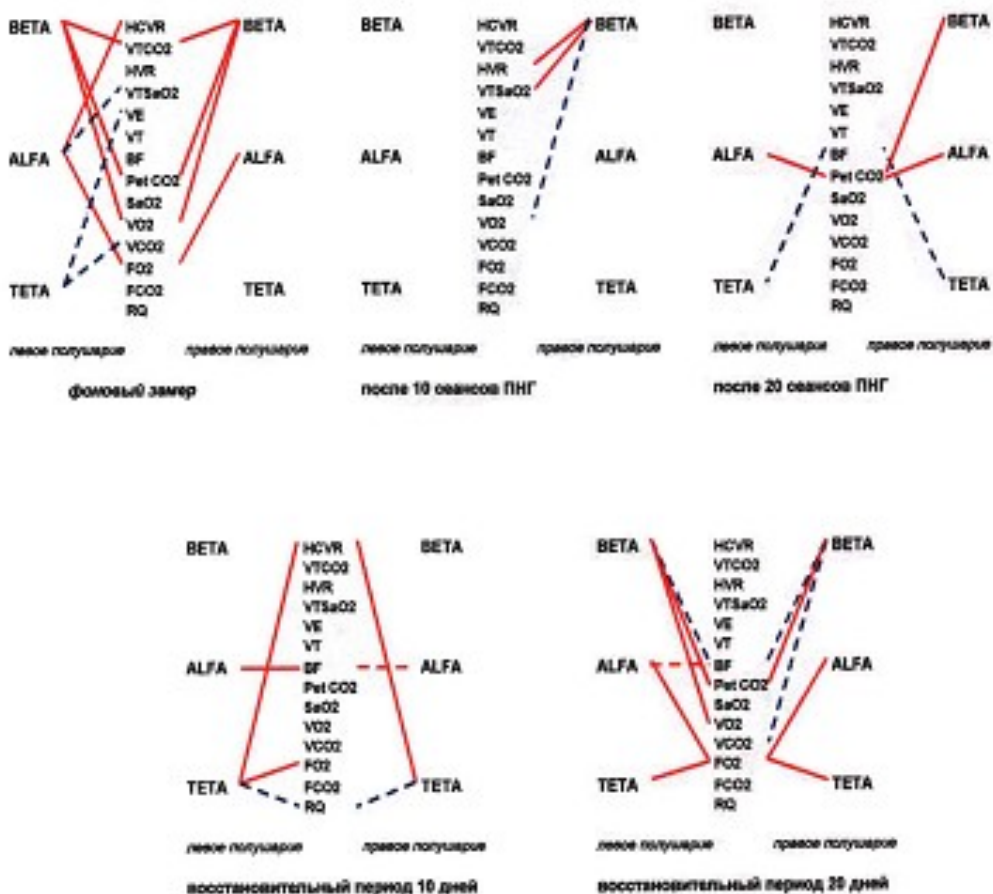 BETA HCVR BETA
VTCO2
HVR
VTSaO2
VE
VT
ALFA BF ALFA
Pet CO2
SaO2
VO2
VCO2
FO2
TETA FCO2 TETA
RQ
левое полушарие правое полушарие
фоновый замер
BETA HCVR BETA
VTCO2
HVR
VTSaO2
VE
VT
ALFA BF ALFA
Pet CO2
SaO2
VO2
VCO2
FO2
TETA FCO2 TETA
RQ
левое полушарие правое полушарие
после 10 сеансов ПНГ
BETA HCVR BETA
VTCO2
HVR
VTSaO2
VE
VT
ALFA BF ALFA
Pet CO2
SaO2
VO2
VCO2
FO2
TETA FCO2 TETA
RQ
левое полушарие правое полушарие
после 20 сеансов ПНГ
BETA HCVR BETA
VTCO2
HVR
VTSaO2
VE
VT
ALFA BF ALFA
Pet CO2
SaO2
VO2
VCO2
FO2
TETA FCO2 TETA
RQ
левое полушарие правое полушарие
восстановительный период 10 дней
BETA HCVR BETA
VTCO2
HVR
VTSaO2
VE
VT
ALFA BF ALFA
Pet CO2
SaO2
VO2
VCO2
FO2
TETA FCO2 TETA
RQ
левое полушарие правое полушарие
восстановительный период 20 дней